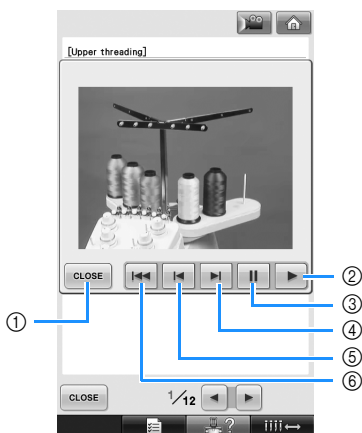 [Upper threading]
CLOSE
①
②
③
④
⑤
⑥
CLOSE
1/12
?